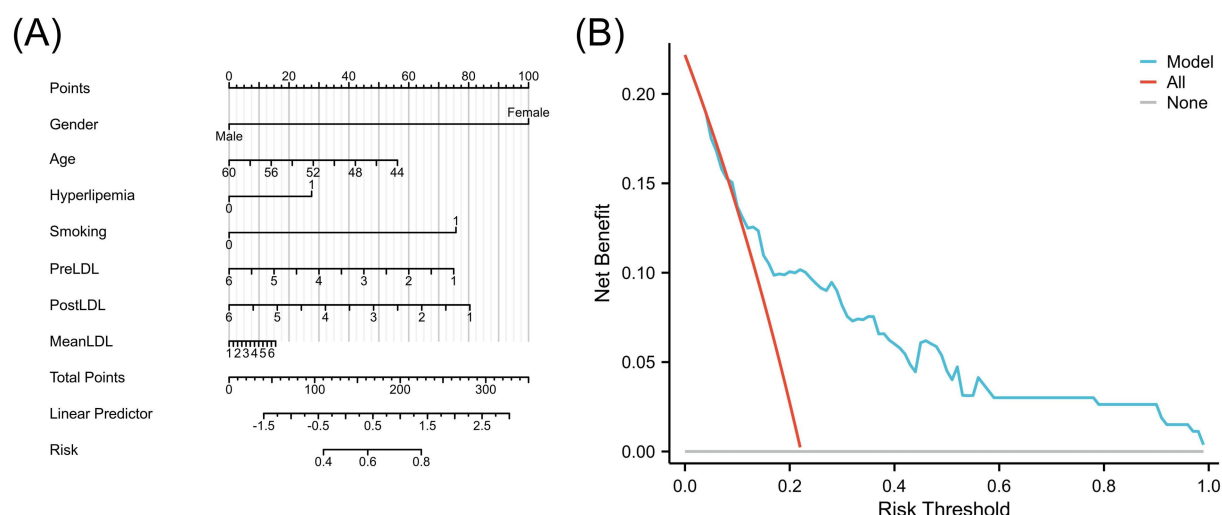 (A)
Points
0 20 40 60 80 100
Gender
Female
Male
Age
60 56 52 48 44
Hyperlipemia
1
0
Smoking
1
0
PreLDL
6 5 4 3 2 1
PostLDL
6 5 4 3 2 1
MeanLDL
1 2 3 4 5 6
Total Points
0 100 200 300
Linear Predictor
-1.5 -0.5 0.5 1.5 2.5
Risk
0.4 0.6 0.8
(B)
Model
All
None
Net Benefit
0.20
0.15
0.10
0.05
0.00
0.0 0.2 0.4 0.6 0.8 1.0
Risk Threshold